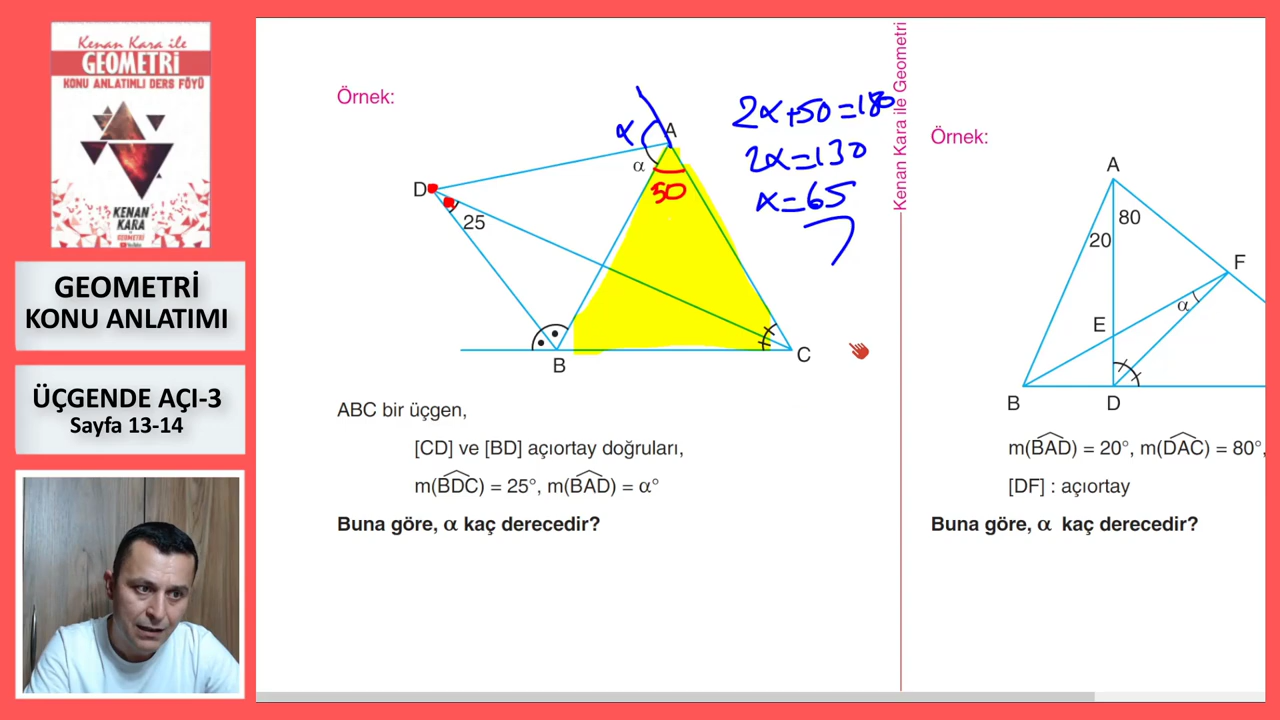 Kenan Kara ile
GEOMETRİ
KONU ANLATIMLI DERS FÖYÜ
KENAN
KARA
ile
GEOMETRİ
GEOMETRİ
KONU ANLATIMI
ÜÇGENDE AÇI-3
Sayfa 13-14
Örnek:
A
α
α
50
D
25
B
C
2α+50=180
2α=130
α=65
ABC bir üçgen,
[CD] ve [BD] açıortay doğruları,
m(BDC) = 25°, m(BAD) = α°
Buna göre, α kaç derecedir?
Kenan Kara ile Geometri
Örnek:
A
80
20
F
α
E
B
D
m(BAD) = 20°, m(DAC) = 80°,
[DF] : açıortay
Buna göre, α kaç derecedir?